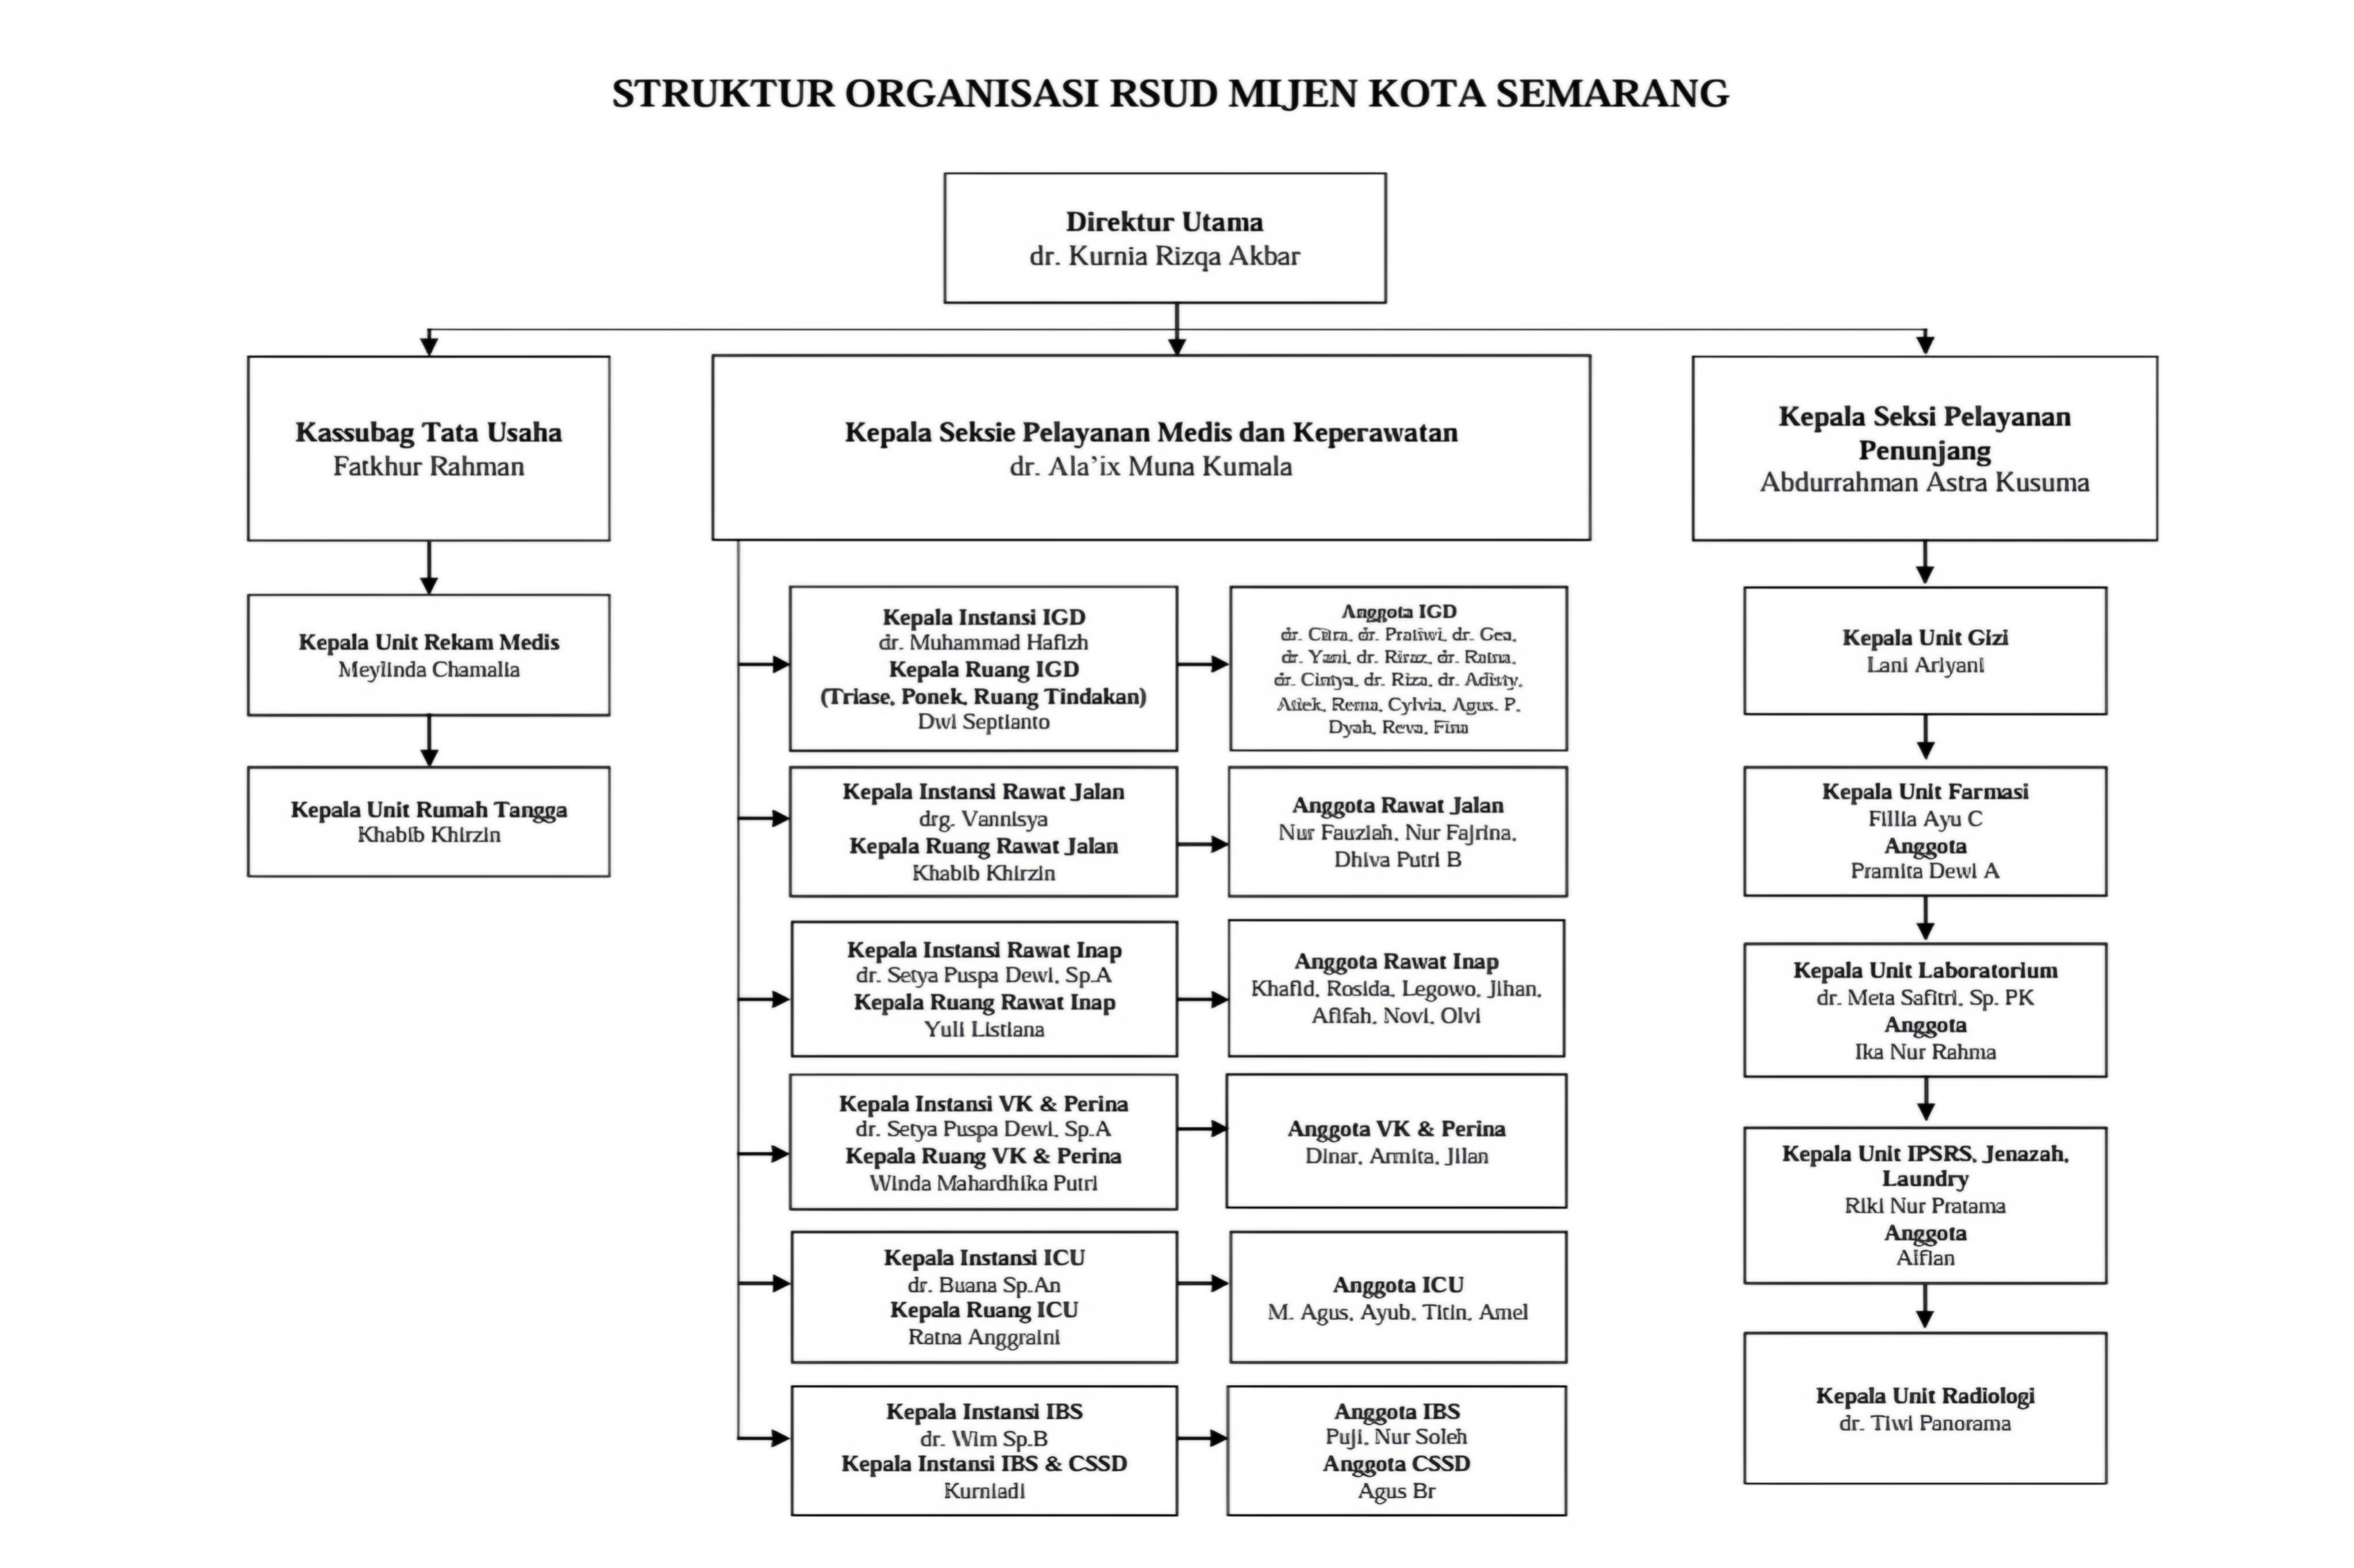 STRUKTUR ORGANISASI RSUD MIJEN KOTA SEMARANG
Direktur Utama
dr. Kurnia Rizqa Akbar
Kassubag Tata Usaha
Fatkhur Rahman
Kepala Unit Rekam Medis
Meylinda Chamalia
Kepala Unit Rumah Tangga
Khabib Khirzin
Kepala Seksie Pelayanan Medis dan Keperawatan
dr. Ala’ix Muna Kumala
Kepala Instansi IGD
dr. Muhammad Hafizh
Kepala Ruang IGD
(Triase, Ponek, Ruang Tindakan)
Dwi Septianto
Anggota IGD
dr. Citra, dr. Pratiwi, dr. Gea,
dr. Yani, dr. dr. Ratna,
dr. Cintya, dr. Riza, dr. Adisty,
Atiek, Rema, Cylvia, Agus. P.
Dyah, Reva, Fina
Kepala Instansi Rawat Jalan
drg. Vannisya
Kepala Ruang Rawat Jalan
Khabib Khirzin
Anggota Rawat Jalan
Nur Fauziah, Nur Fajrina,
Dhiva Putri B
Kepala Instansi Rawat Inap
dr. Setya Puspa Dewi, Sp.A
Kepala Ruang Rawat Inap
Yuli Listiana
Anggota Rawat Inap
Khafid, Rosida, Legowo, Jihan,
Afifah, Novi, Olvi
Kepala Instansi VK & Perina
dr. Setya Puspa Dewi, Sp.A
Kepala Ruang VK & Perina
Winda Mahardhika Putri
Anggota VK & Perina
Dinar, Armita, Jilan
Kepala Instansi ICU
dr. Buana Sp.An
Kepala Ruang ICU
Ratna Anggraini
Anggota ICU
M. Agus, Ayub, Titin, Amel
Kepala Instansi IBS
dr. Wim Sp.B
Kepala Instansi IBS & CSSD
Kurniadi
Anggota IBS
Puji, Nur Soleh
Anggota CSSD
Agus Br
Kepala Seksi Pelayanan
Penunjang
Abdurrahman Astra Kusuma
Kepala Unit Gizi
Lani Ariyani
Kepala Unit Farmasi
Fillia Ayu C
Anggota
Pramita Dewi A
Kepala Unit Laboratorium
dr. Meta Safitri, Sp. PK
Anggota
Ika Nur Rahma
Kepala Unit IPSRS, Jenazah,
Laundry
Riki Nur Pratama
Anggota
Alfian
Kepala Unit Radiologi
dr. Tiwi Panorama